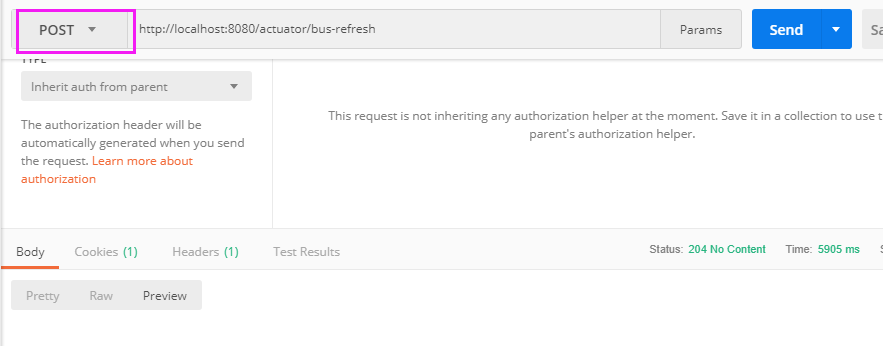 POST http://localhost:8080/actuator/bus-refresh Params Send Sa
TYPE
Inherit auth from parent
The authorization header will be
automatically generated when you send
the request. Learn more about
authorization
This request is not inheriting any authorization helper at the moment. Save it in a collection to use t
parent's authorization helper.
Body Cookies (1) Headers (1) Test Results Status: 204 No Content Time: 5905 ms S
Pretty Raw Preview